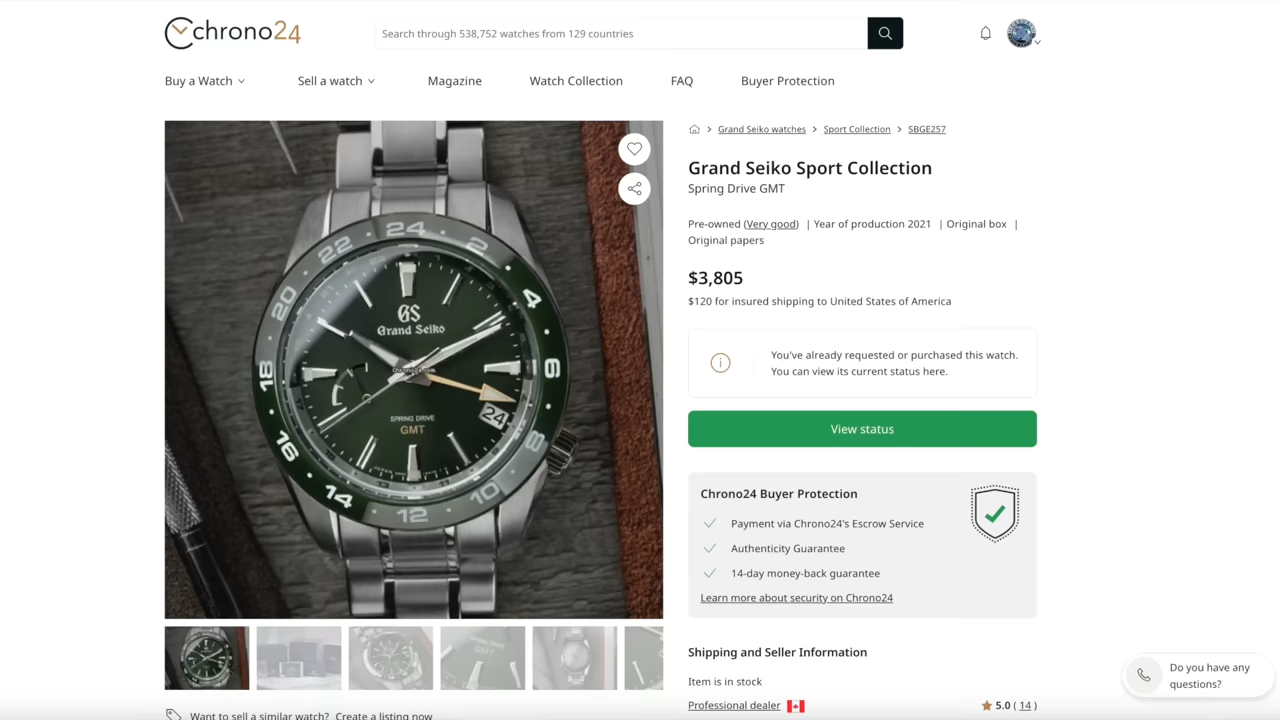 chrono24
Search through 538,752 watches from 129 countries
Buy a Watch
Sell a watch
Magazine
Watch Collection
FAQ
Buyer Protection
24
2
4
6
8
10
12
14
16
18
20
22
GS
Grand Seiko
Chrono24.com
24
SPRING DRIVE
GMT
Want to sell a similar watch? Create a listing now
Grand Seiko watches > Sport Collection > SBGE257
Grand Seiko Sport Collection
Spring Drive GMT
Pre-owned (Very good) | Year of production 2021 | Original box |
Original papers
$3,805
$120 for insured shipping to United States of America
You've already requested or purchased this watch.
You can view its current status here.
View status
Chrono24 Buyer Protection
Payment via Chrono24's Escrow Service
Authenticity Guarantee
14-day money-back guarantee
Learn more about security on Chrono24
Shipping and Seller Information
Item is in stock
Professional dealer
5.0 (14)
Do you have any
questions?